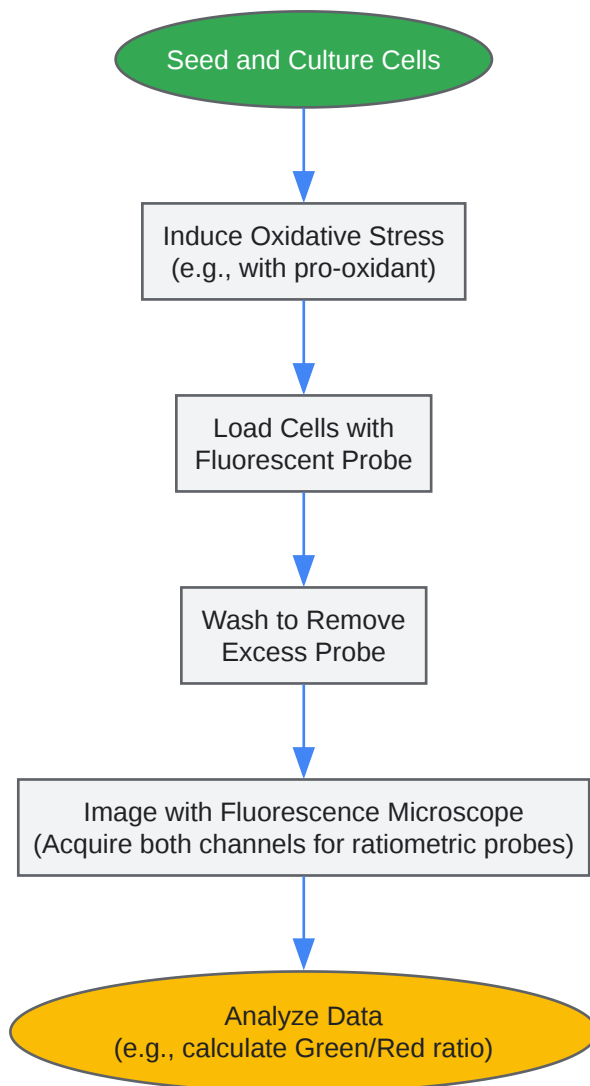 Seed and Culture Cells
Induce Oxidative Stress
(e.g., with pro-oxidant)
Load Cells with
Fluorescent Probe
Wash to Remove
Excess Probe
Image with Fluorescence Microscope
(Acquire both channels for ratiometric probes)
Analyze Data
(e.g., calculate Green/Red ratio)